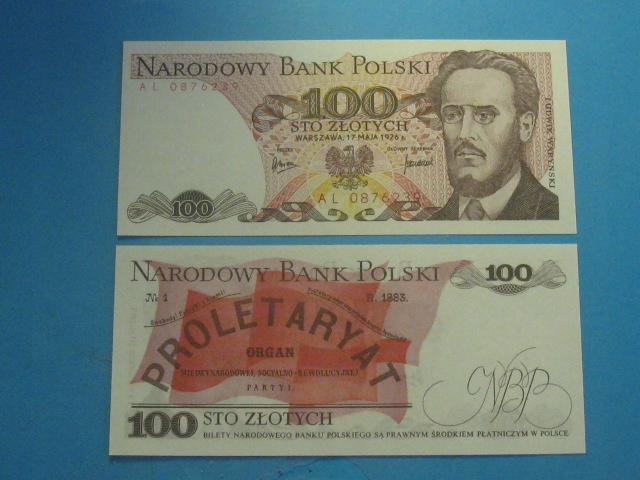 NARODOWY BANK POLSKI
AL 0876239
100
STO ZŁOTYCH
WARSZAWA, 17 MAJA 1976 r.
PREZES GŁÓWNY SKARBNIK
LUDWIK WARYŃSKI
AL 0876239
100
NARODOWY BANK POLSKI
100
№ 1 R. 1883.
PROLETARYAT
ORGAN
MIĘDZYNARODOWEJ, SOCYALNO-REWOLUCYJNEJ
PARTYI.
NBP
100 STO ZŁOTYCH
BILETY NARODOWEGO BANKU POLSKIEGO SĄ PRAWNYM ŚRODKIEM PŁATNICZYM W POLSCE